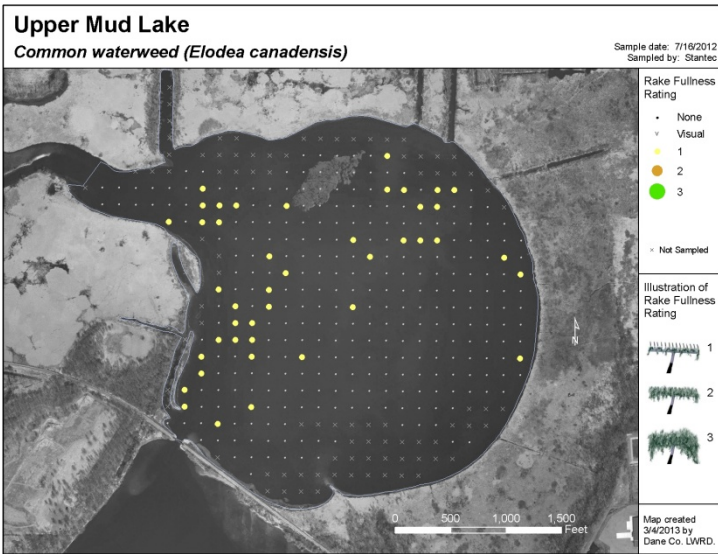 Upper Mud Lake
Common waterweed (Elodea canadensis)
Sample date: 7/16/2012
Sampled by: Stantec
Rake Fullness
Rating
None
Visual
1
2
3
Not Sampled
Illustration of
Rake Fullness
Rating
1
2
3
N
0 500 1,000 1,500
Feet
Map created
3/4/2013 by
Dane Co. LWRD.